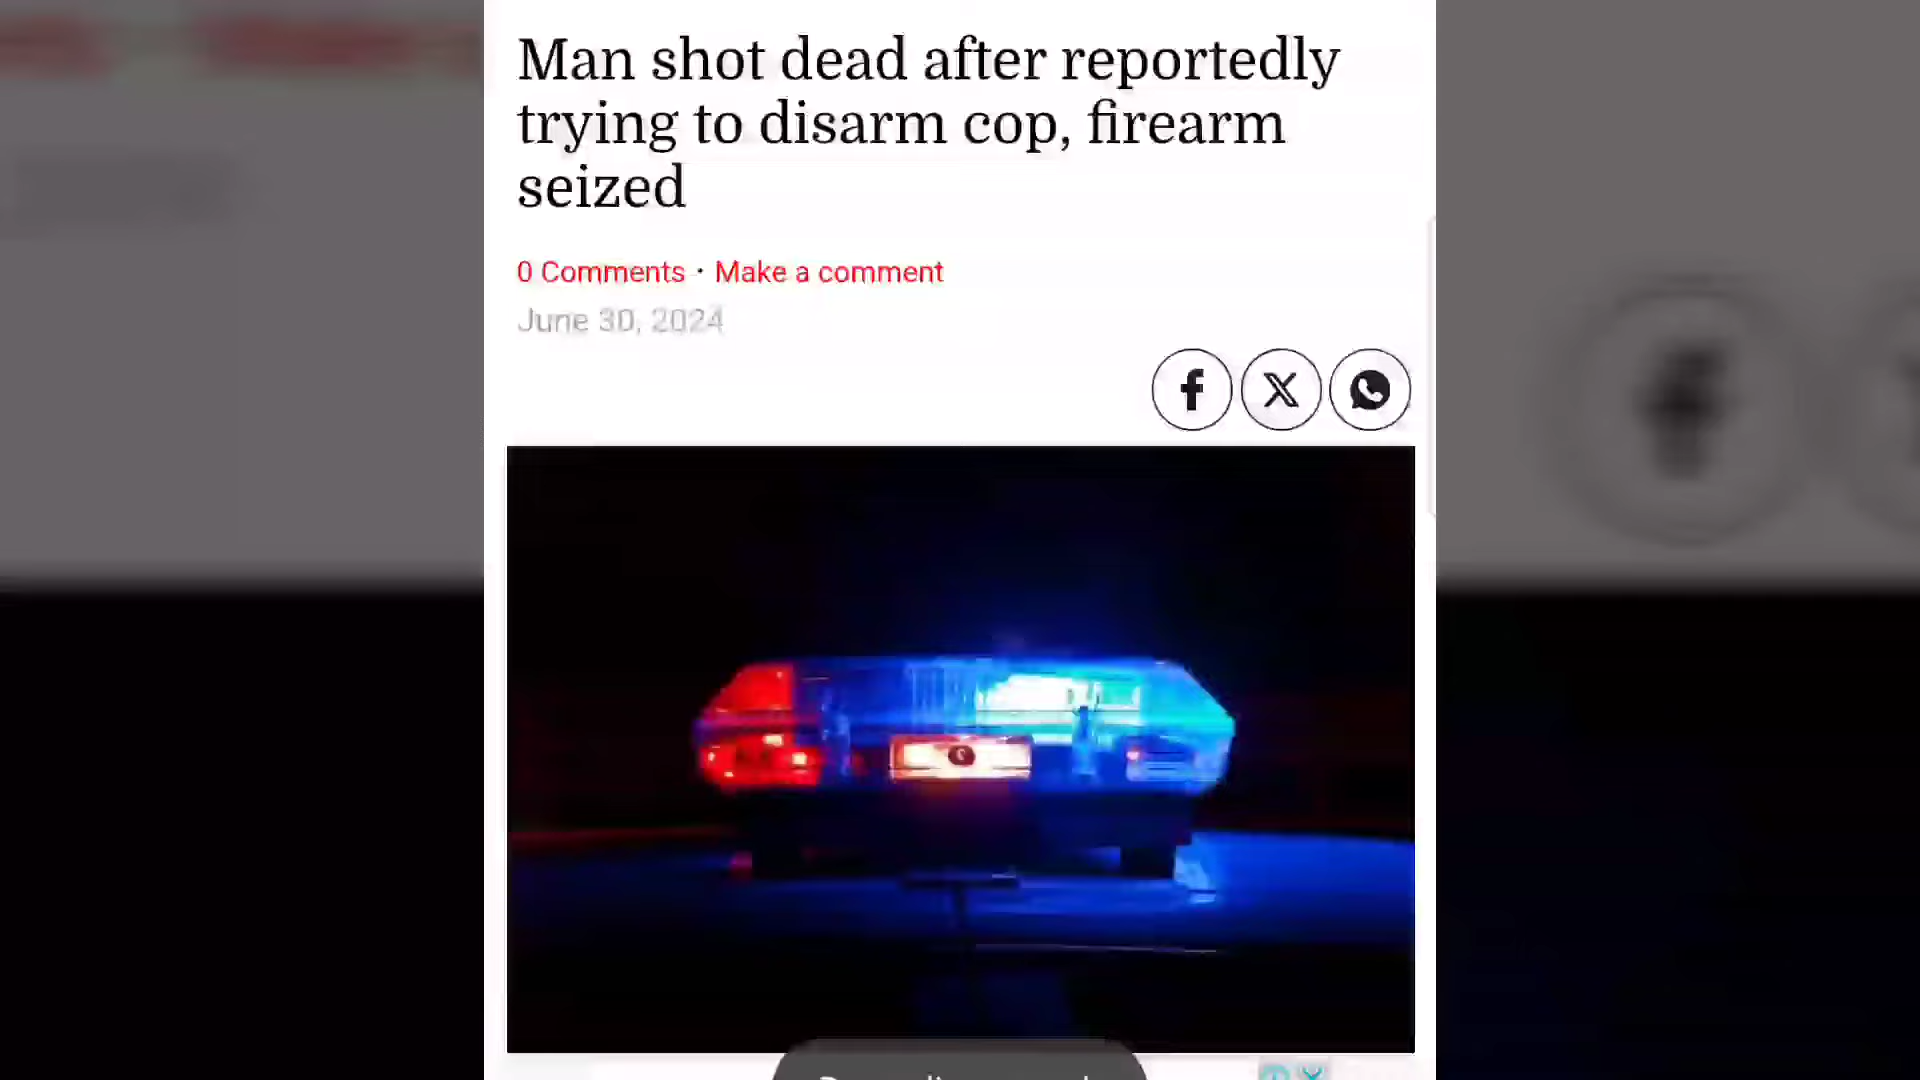 Man shot dead after reportedly
trying to disarm cop, firearm
seized
0 Comments · Make a comment
June 30, 2024